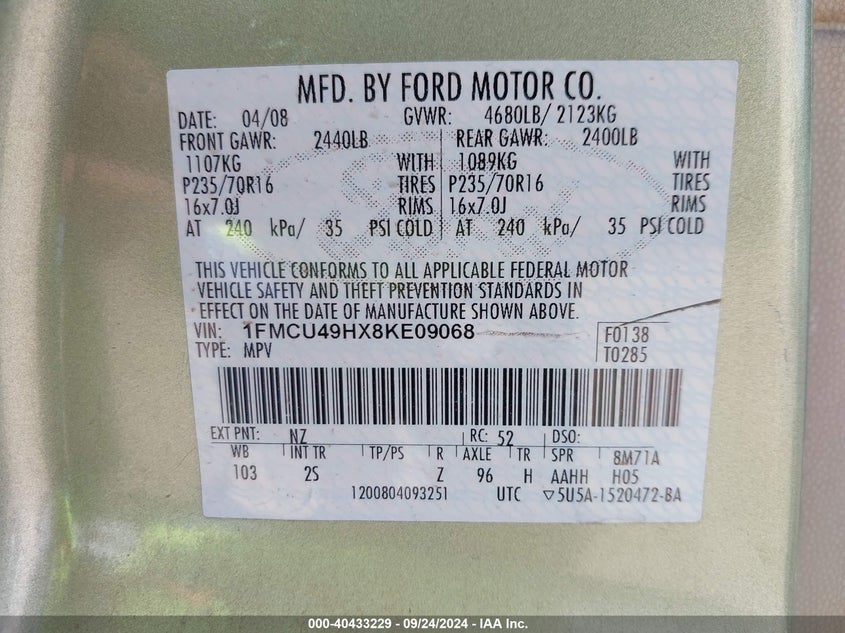 MFD. BY FORD MOTOR CO.
DATE: 04/08 GVWR: 4680LB/ 2123KG
FRONT GAWR: 2440LB REAR GAWR: 2400LB
1107KG WITH 1089KG WITH
P235/70R16 TIRES P235/70R16 TIRES
16x7.0J RIMS 16x7.0J RIMS
AT 240 kPa/ 35 PSI COLD AT 240 kPa/ 35 PSI COLD
THIS VEHICLE CONFORMS TO ALL APPLICABLE FEDERAL MOTOR
VEHICLE SAFETY AND THEFT PREVENTION STANDARDS IN
EFFECT ON THE DATE OF MANUFACTURE SHOWN ABOVE.
VIN: 1FMCU49HX8KE09068 F0138
TYPE: MPV T0285
EXT PNT: NZ RC: 52 DSO:
WB INT TR TP/PS R AXLE TR SPR 8M71A
103 2S Z 96 H AAHH H05
1200804093251 UTC ▽5U5A-1520472-BA
000-40433229 - 09/24/2024 - IAA Inc.